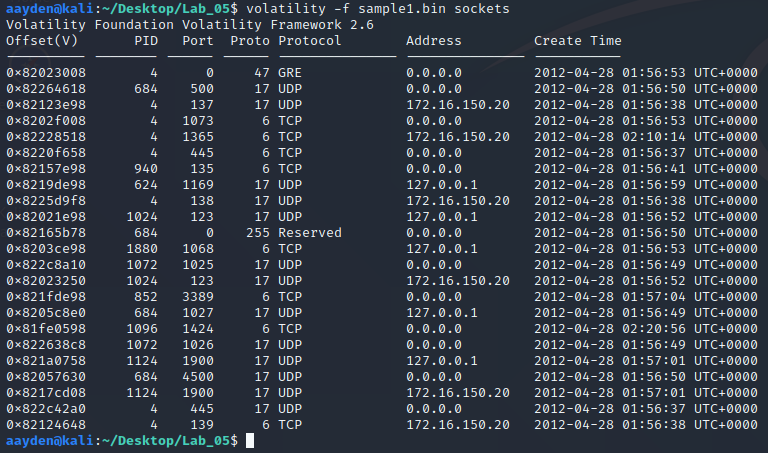 aayden@kali:~/Desktop/Lab_05$ volatility -f sample1.bin sockets
Volatility Foundation Volatility Framework 2.6
Offset(V) PID Port Proto Protocol Address Create Time
---------- -------- ------ ------ --------------- --------------- -----------
0×82023008 4 0 47 GRE 0.0.0.0 2012-04-28 01:56:53 UTC+0000
0×82264618 684 500 17 UDP 0.0.0.0 2012-04-28 01:56:50 UTC+0000
0×82123e98 4 137 17 UDP 172.16.150.20 2012-04-28 01:56:38 UTC+0000
0×8202f008 4 1073 6 TCP 0.0.0.0 2012-04-28 01:56:53 UTC+0000
0×82228518 4 1365 6 TCP 172.16.150.20 2012-04-28 02:10:14 UTC+0000
0×8220f658 4 445 6 TCP 0.0.0.0 2012-04-28 01:56:37 UTC+0000
0×82157e98 940 135 6 TCP 0.0.0.0 2012-04-28 01:56:41 UTC+0000
0×8219de98 624 1169 17 UDP 127.0.0.1 2012-04-28 01:56:59 UTC+0000
0×8225d9f8 4 138 17 UDP 172.16.150.20 2012-04-28 01:56:38 UTC+0000
0×82021e98 1024 123 17 UDP 127.0.0.1 2012-04-28 01:56:52 UTC+0000
0×82165b78 684 0 255 Reserved 0.0.0.0 2012-04-28 01:56:50 UTC+0000
0×8203ce98 1880 1068 6 TCP 127.0.0.1 2012-04-28 01:56:53 UTC+0000
0×822c8a10 1072 1025 17 UDP 0.0.0.0 2012-04-28 01:56:49 UTC+0000
0×82023250 1024 123 17 UDP 172.16.150.20 2012-04-28 01:56:52 UTC+0000
0×821fde98 852 3389 6 TCP 0.0.0.0 2012-04-28 01:57:04 UTC+0000
0×8205c8e0 684 1027 17 UDP 127.0.0.1 2012-04-28 01:56:49 UTC+0000
0×81fe0598 1096 1424 6 TCP 0.0.0.0 2012-04-28 02:20:56 UTC+0000
0×822638c8 1072 1026 17 UDP 0.0.0.0 2012-04-28 01:56:49 UTC+0000
0×821a0758 1124 1900 17 UDP 127.0.0.1 2012-04-28 01:57:01 UTC+0000
0×82057630 684 4500 17 UDP 0.0.0.0 2012-04-28 01:56:50 UTC+0000
0×8217cd08 1124 1900 17 UDP 172.16.150.20 2012-04-28 01:57:01 UTC+0000
0×822c42a0 4 445 17 UDP 0.0.0.0 2012-04-28 01:56:37 UTC+0000
0×82124648 4 139 6 TCP 172.16.150.20 2012-04-28 01:56:38 UTC+0000
aayden@kali:~/Desktop/Lab_05$